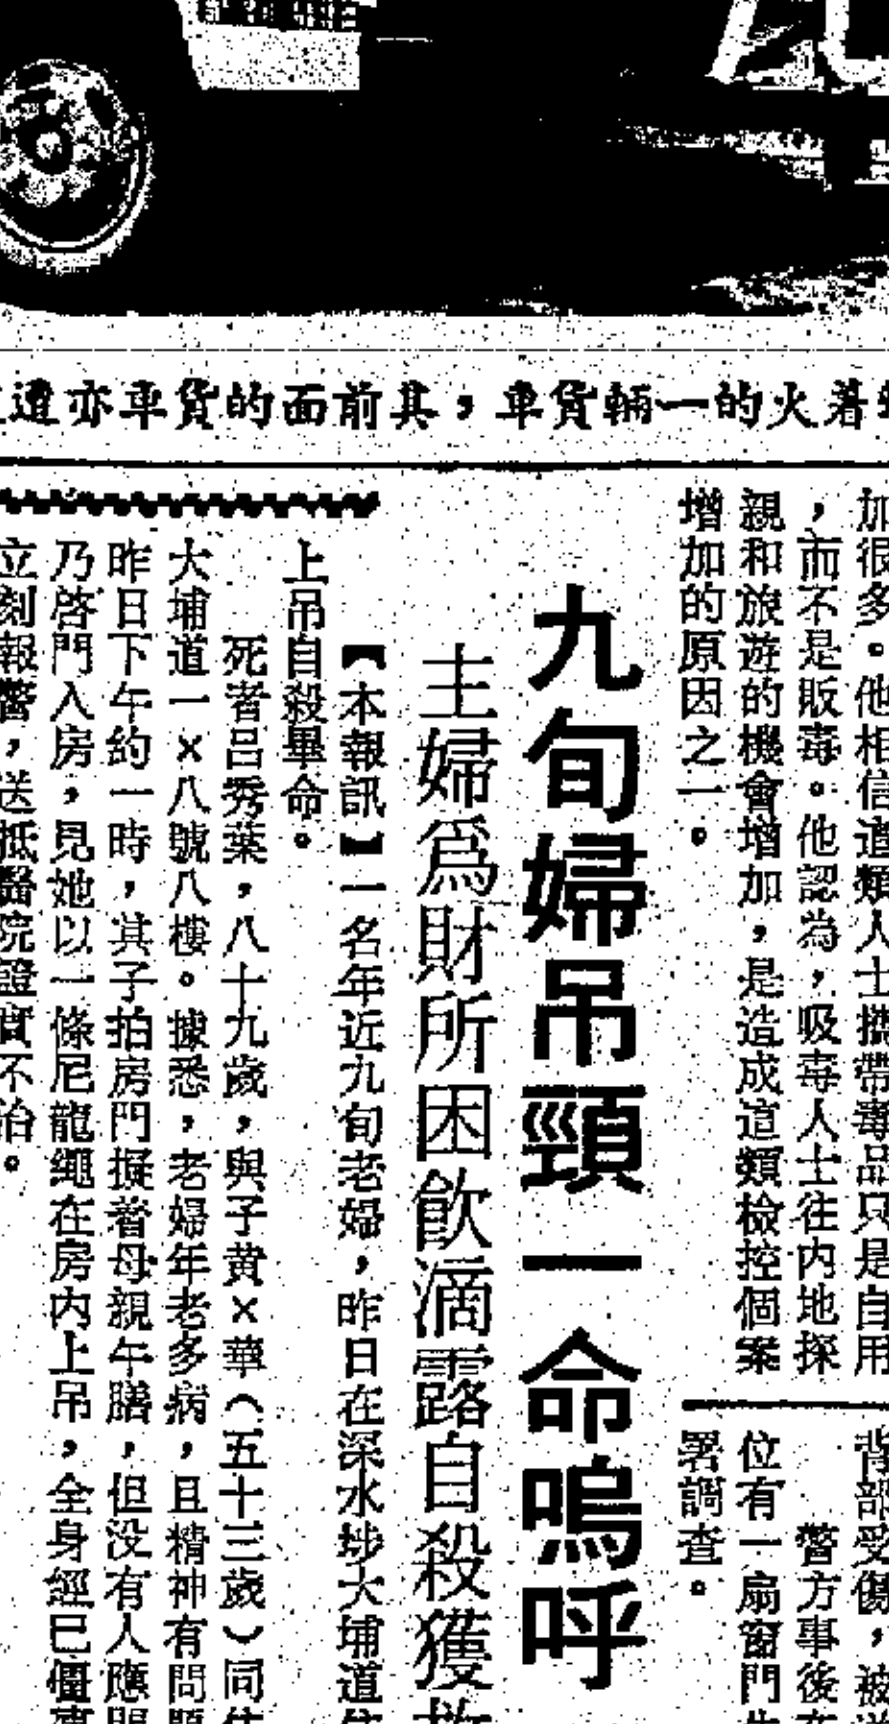 遭亦車貨的面前其，車貨輛一的火着
加很多。他相信道類人士攜帶毒品只是自用
，而不是販毒。他認為，吸毒人士往內地探
親和旅遊的機會增加，是造成這類檢控個案
增加的原因之一。
背部受傷，被
警方事後在
位有一扇窗門
署調查。
九旬婦吊頸一命嗚呼
主婦為財所困飲滴露自殺獲救
【本報訊】一名年近九旬老婦，昨日在深水埗大埔道住
上吊自殺畢命。
死者呂秀葉，八十九歲，與子黄×華（五十三歲）同住
大埔道一×八號八樓。據悉，老婦年老多病，且精神有問題
昨日下午約一時，其子拍房門擬着母親午膳，但没有人應
乃啓門入房，見她以一條尼龍繩在房內上吊，全身經已僵
立刻報警，送抵醫院證實不治。